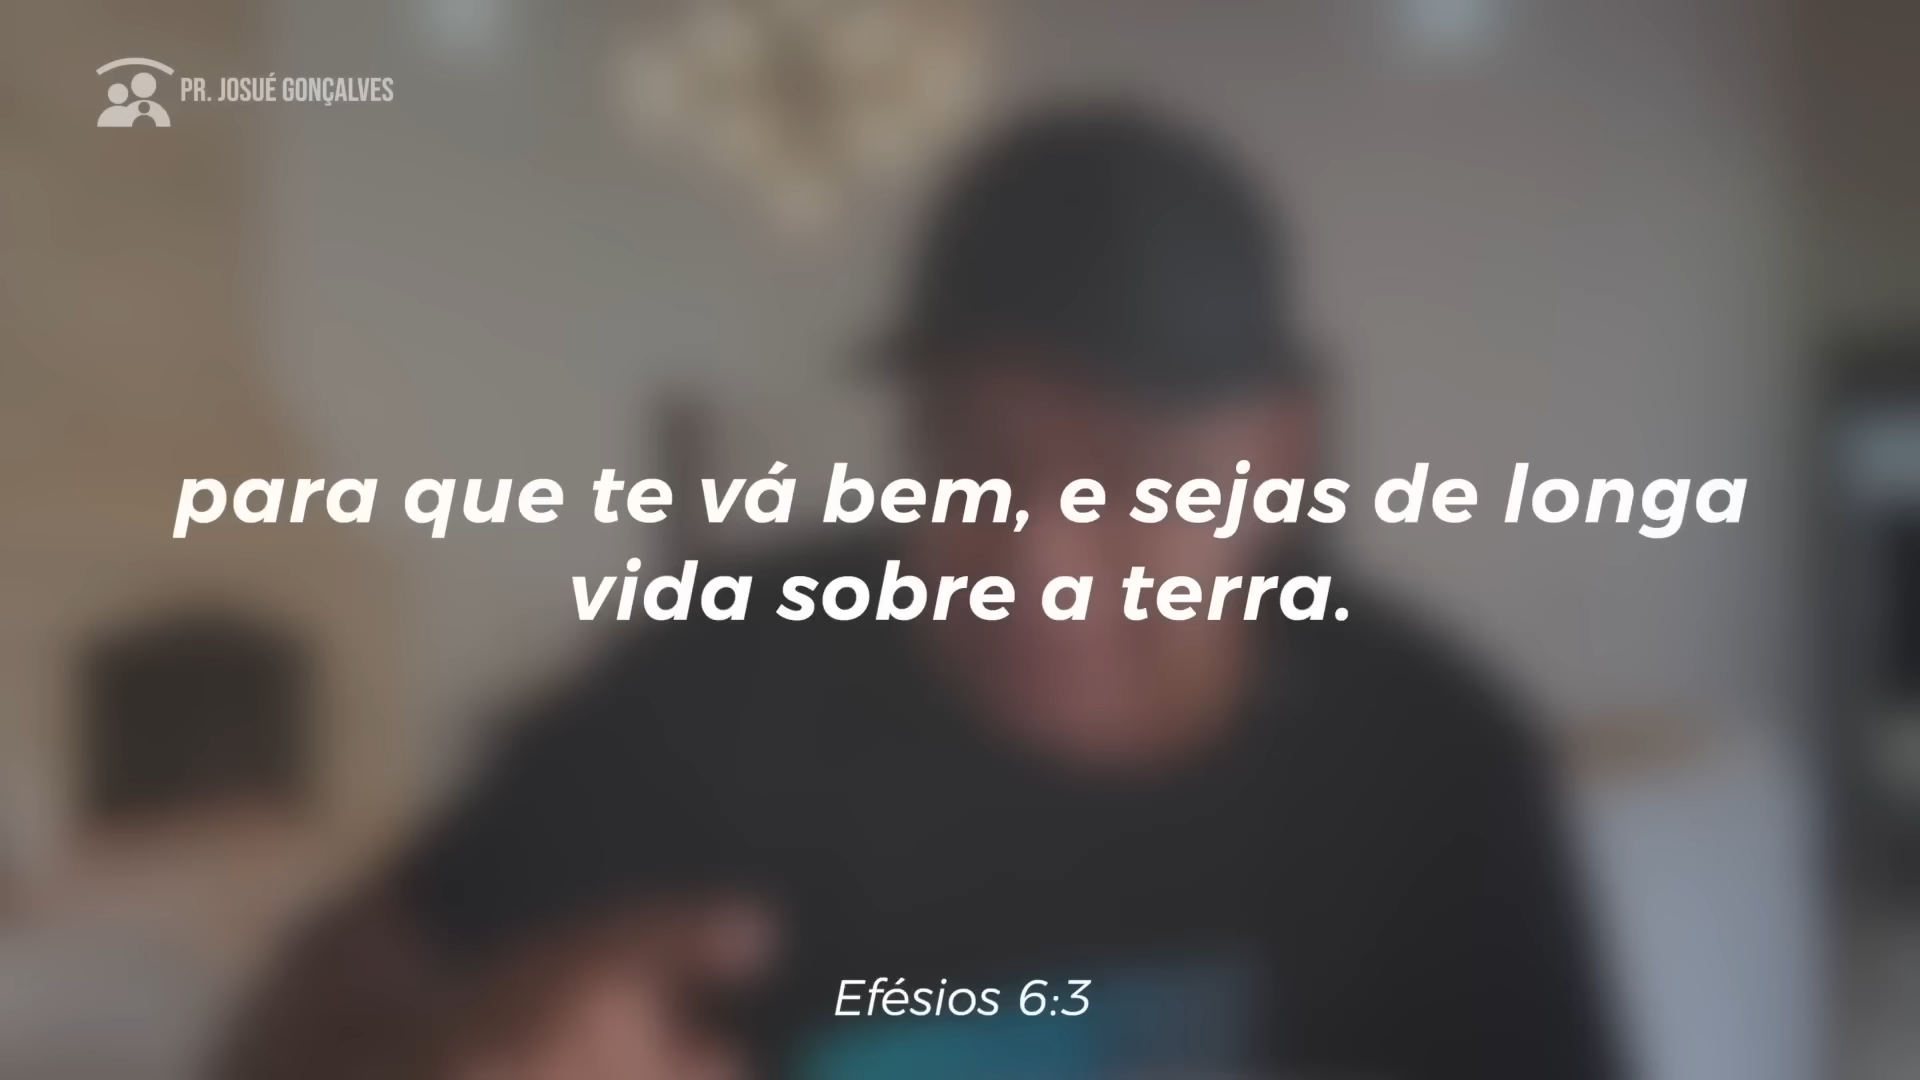 PR. JOSUÉ GONÇALVES
para que te vá bem, e sejas de longa
vida sobre a terra.
Efésios 6:3